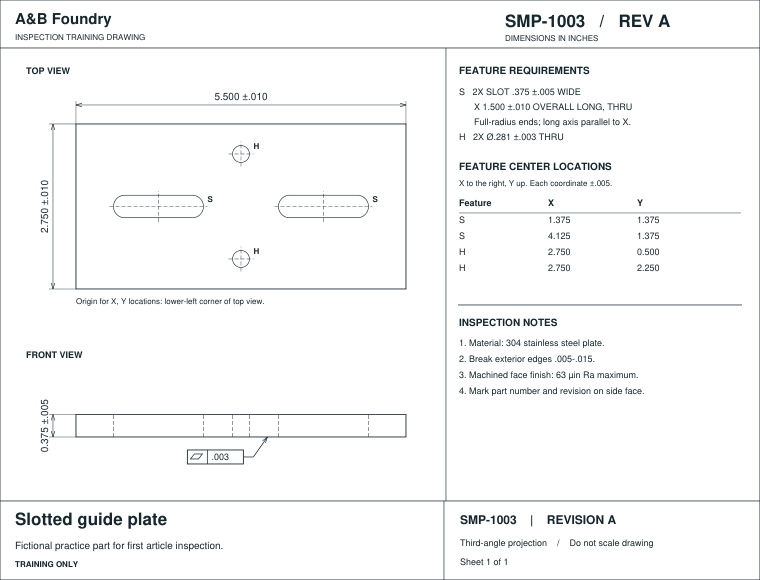 A&B Foundry
INSPECTION TRAINING DRAWING
SMP-1003 / REV A
DIMENSIONS IN INCHES
TOP VIEW
5.500 ±.010
2.750 ±.010
H
S
S
H
Origin for X, Y locations: lower-left corner of top view.
FRONT VIEW
0.375 ±.005
.003
FEATURE REQUIREMENTS
S 2X SLOT .375 ±.005 WIDE
X 1.500 ±.010 OVERALL LONG, THRU
Full-radius ends; long axis parallel to X.
H 2X Ø.281 ±.003 THRU
FEATURE CENTER LOCATIONS
X to the right, Y up. Each coordinate ±.005.
Feature X Y
S 1.375 1.375
S 4.125 1.375
H 2.750 0.500
H 2.750 2.250
INSPECTION NOTES
1. Material: 304 stainless steel plate.
2. Break exterior edges .005-.015.
3. Machined face finish: 63 µin Ra maximum.
4. Mark part number and revision on side face.
Slotted guide plate
Fictional practice part for first article inspection.
TRAINING ONLY
SMP-1003 | REVISION A
Third-angle projection / Do not scale drawing
Sheet 1 of 1